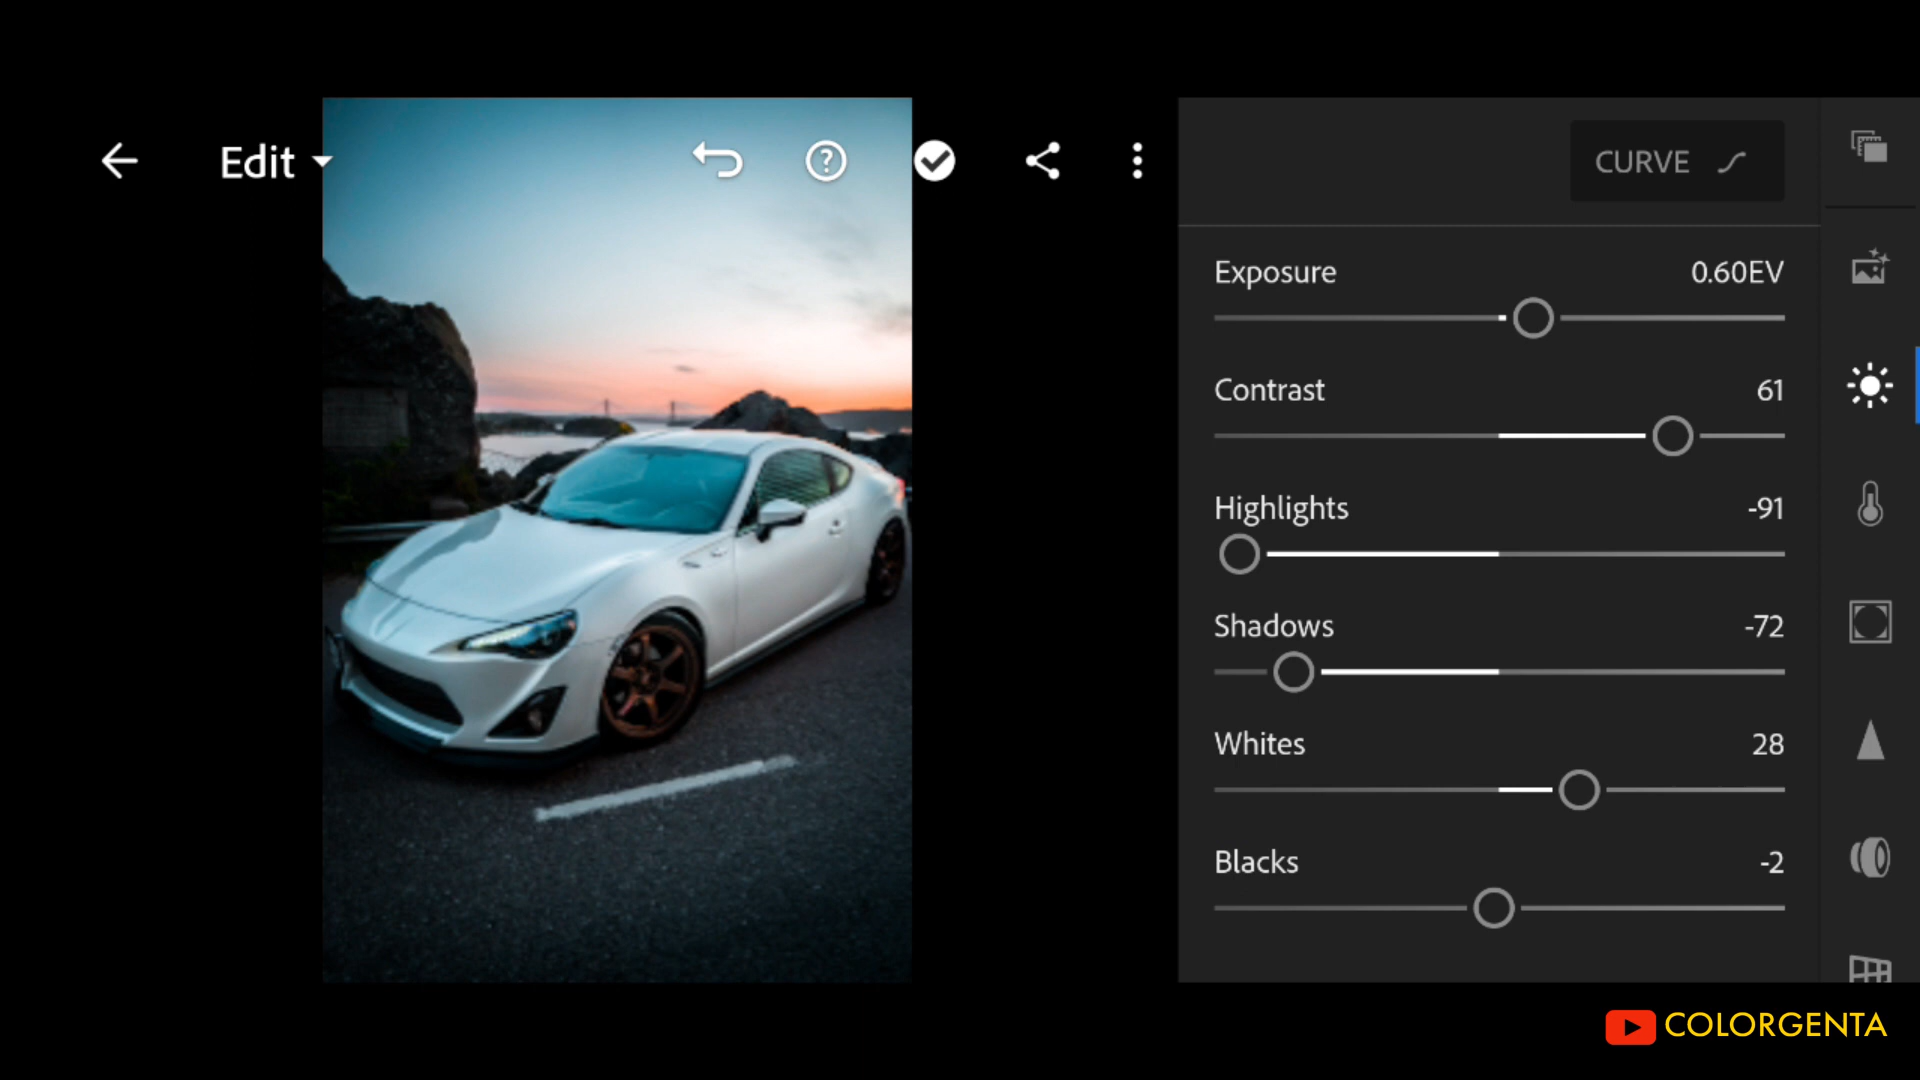 Edit
CURVE
Exposure 0.60EV
Contrast 61
Highlights -91
Shadows -72
Whites 28
Blacks -2
COLORGENTA